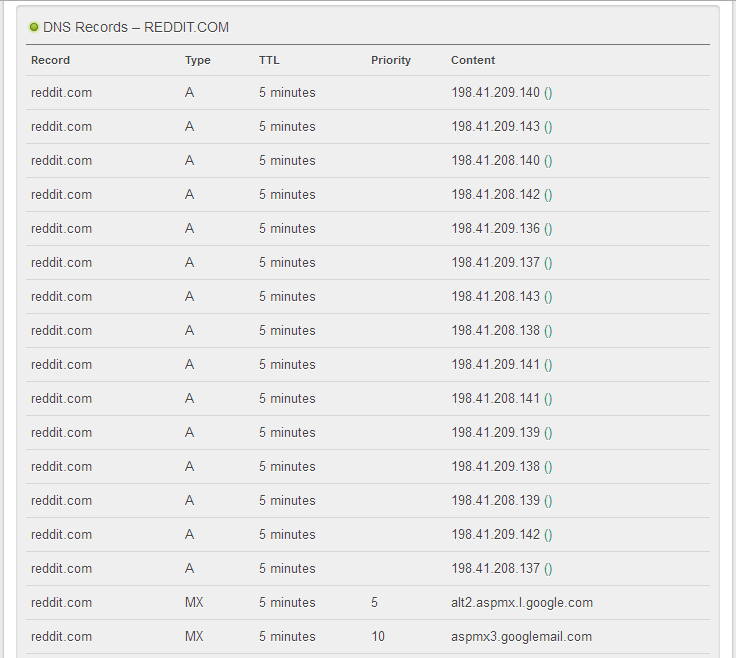 DNS Records – REDDIT.COM
Record Type TTL Priority Content
reddit.com A 5 minutes 198.41.209.140 ()
reddit.com A 5 minutes 198.41.209.143 ()
reddit.com A 5 minutes 198.41.208.140 ()
reddit.com A 5 minutes 198.41.208.142 ()
reddit.com A 5 minutes 198.41.209.136 ()
reddit.com A 5 minutes 198.41.209.137 ()
reddit.com A 5 minutes 198.41.208.143 ()
reddit.com A 5 minutes 198.41.208.138 ()
reddit.com A 5 minutes 198.41.209.141 ()
reddit.com A 5 minutes 198.41.208.141 ()
reddit.com A 5 minutes 198.41.209.139 ()
reddit.com A 5 minutes 198.41.209.138 ()
reddit.com A 5 minutes 198.41.208.139 ()
reddit.com A 5 minutes 198.41.209.142 ()
reddit.com A 5 minutes 198.41.208.137 ()
reddit.com MX 5 minutes 5 alt2.aspmx.l.google.com
reddit.com MX 5 minutes 10 aspmx3.googlemail.com